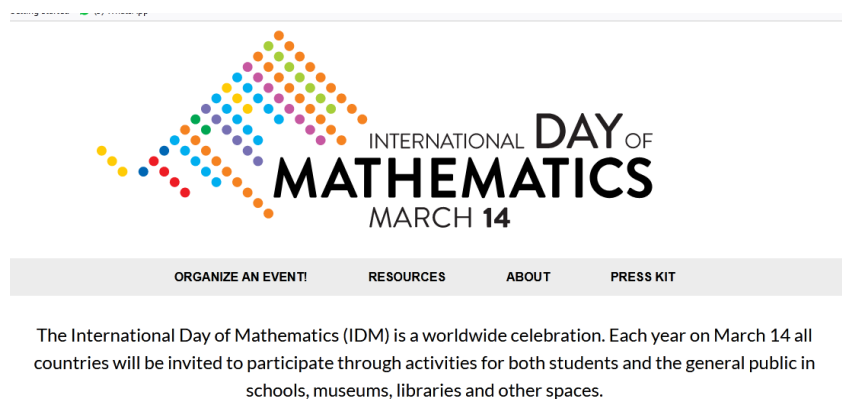 INTERNATIONAL DAY OF
MATHEMATICS
MARCH 14
ORGANIZE AN EVENT! RESOURCES ABOUT PRESS KIT
The International Day of Mathematics (IDM) is a worldwide celebration. Each year on March 14 all
countries will be invited to participate through activities for both students and the general public in
schools, museums, libraries and other spaces.